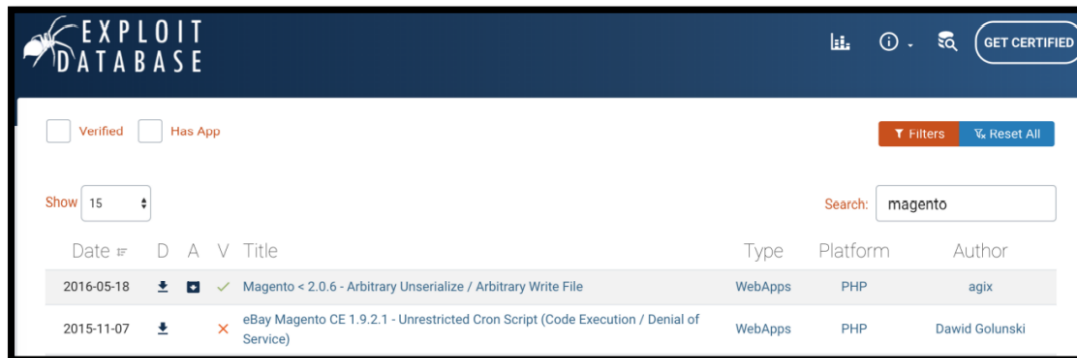 EXPLOIT
DATABASE
GET CERTIFIED
Verified Has App
Filters Reset All
Show 15 Search: magento
Date D A V Title Type Platform Author
2016-05-18 Magento < 2.0.6 - Arbitrary Unserialize / Arbitrary Write File WebApps PHP agix
2015-11-07 eBay Magento CE 1.9.2.1 - Unrestricted Cron Script (Code Execution / Denial of
Service) WebApps PHP Dawid Golunski